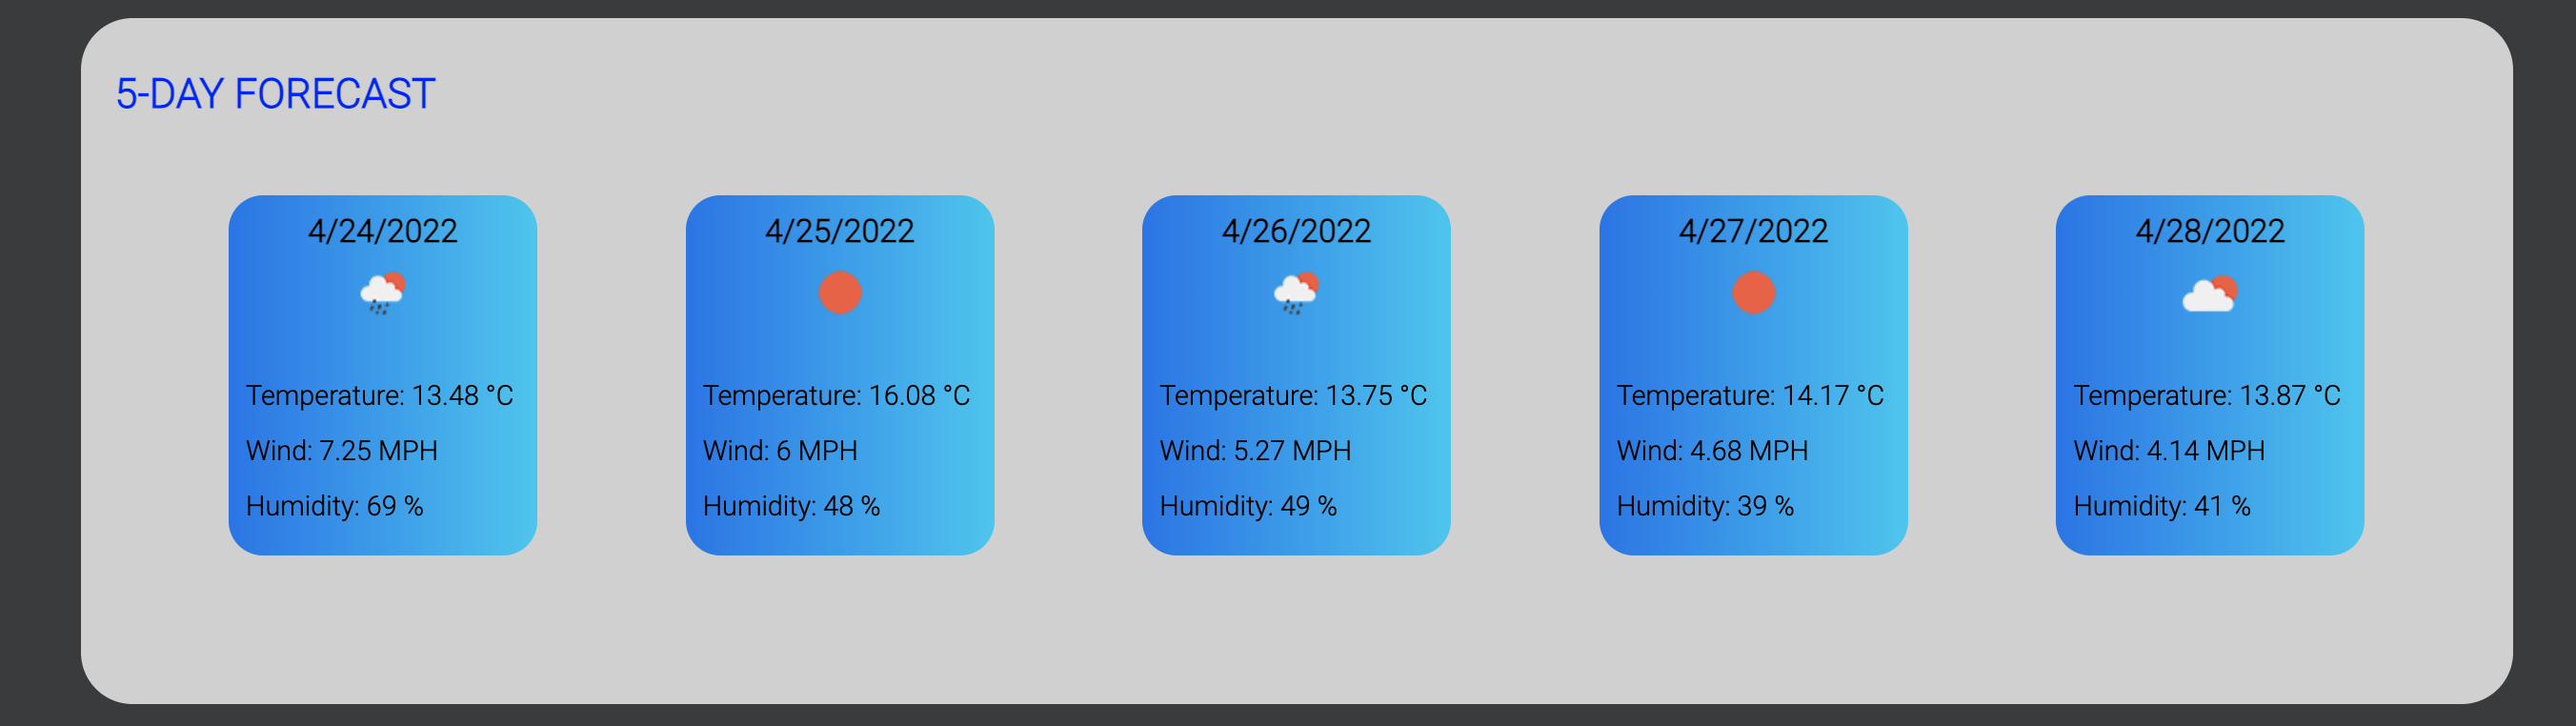 5-DAY FORECAST
4/24/2022
Temperature: 13.48 °C
Wind: 7.25 MPH
Humidity: 69 %
4/25/2022
Temperature: 16.08 °C
Wind: 6 MPH
Humidity: 48 %
4/26/2022
Temperature: 13.75 °C
Wind: 5.27 MPH
Humidity: 49 %
4/27/2022
Temperature: 14.17 °C
Wind: 4.68 MPH
Humidity: 39 %
4/28/2022
Temperature: 13.87 °C
Wind: 4.14 MPH
Humidity: 41 %